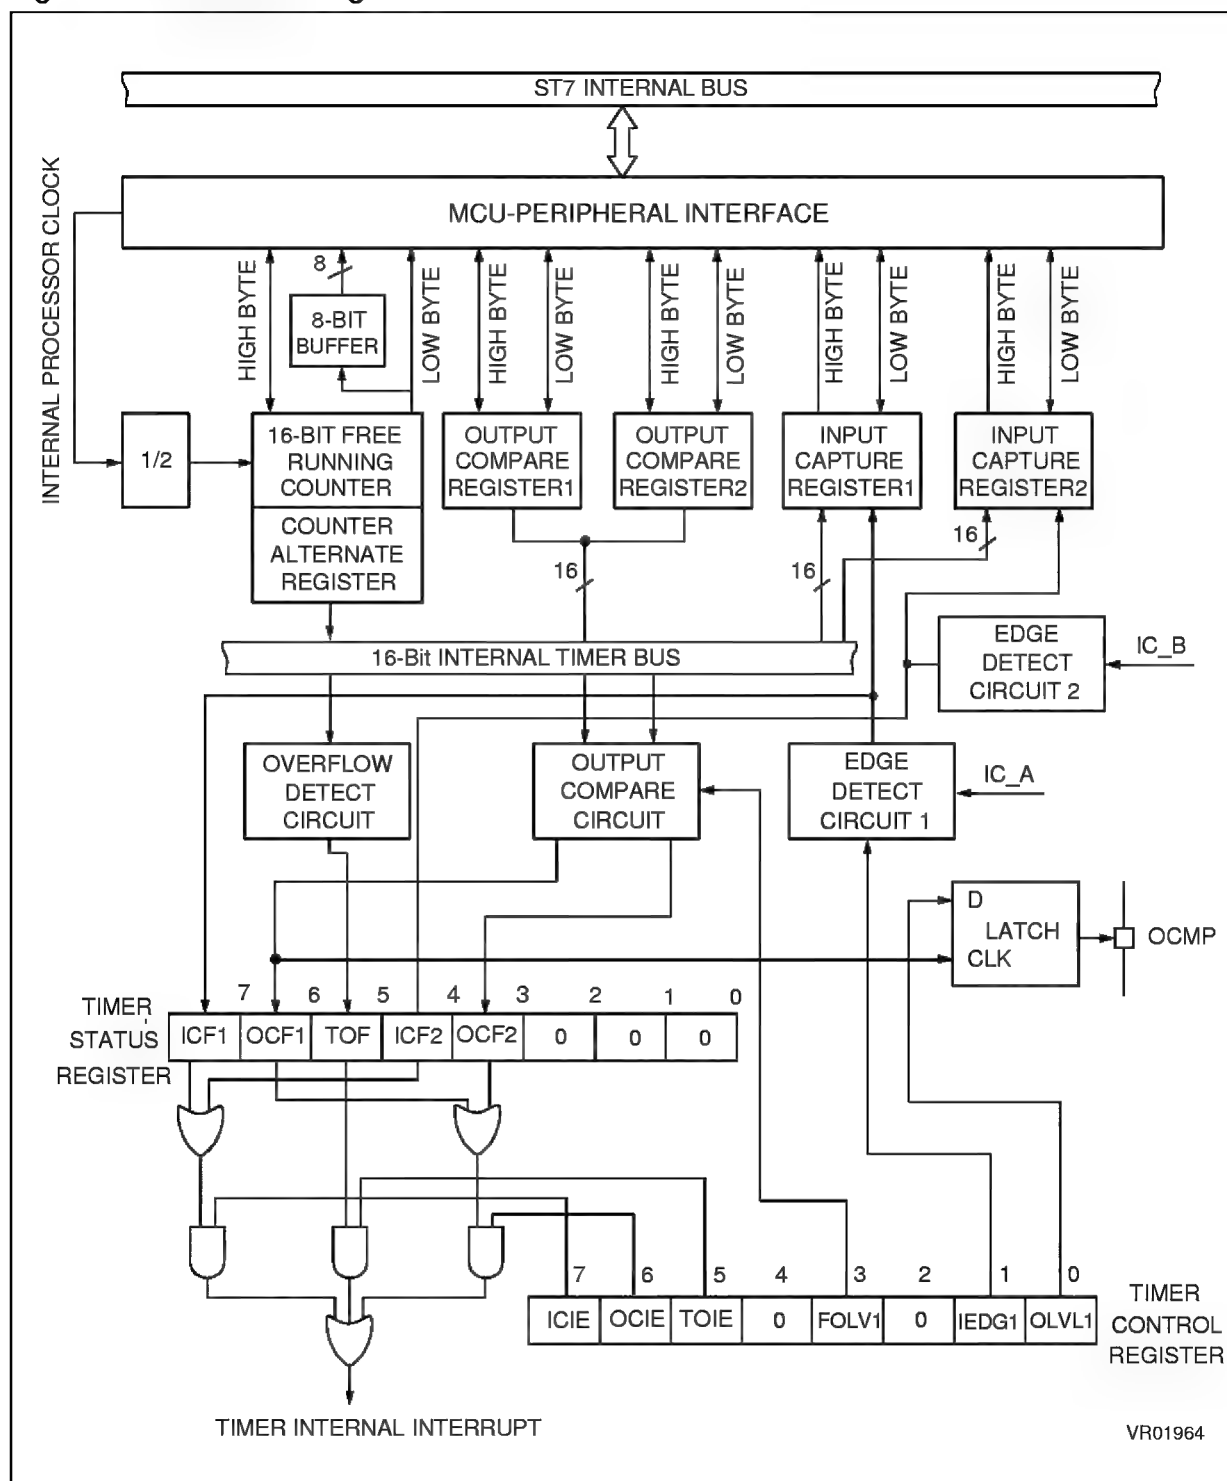 ST7 INTERNAL BUS
INTERNAL PROCESSOR CLOCK
MCU-PERIPHERAL INTERFACE
HIGH BYTE
8
8-BIT
BUFFER
LOW BYTE
HIGH BYTE
LOW BYTE
HIGH BYTE
LOW BYTE
HIGH BYTE
LOW BYTE
HIGH BYTE
LOW BYTE
1/2
16-BIT FREE
RUNNING
COUNTER
COUNTER
ALTERNATE
REGISTER
OUTPUT
COMPARE
REGISTER1
OUTPUT
COMPARE
REGISTER2
INPUT
CAPTURE
REGISTER1
INPUT
CAPTURE
REGISTER2
16
16
16
16-Bit INTERNAL TIMER BUS
EDGE
DETECT
CIRCUIT 2
IC_B
OVERFLOW
DETECT
CIRCUIT
OUTPUT
COMPARE
CIRCUIT
EDGE
DETECT
CIRCUIT 1
IC_A
D
LATCH
CLK
OCMP
7 6 5 4 3 2 1 0
TIMER
STATUS
REGISTER
ICF1 OCF1 TOF ICF2 OCF2 0 0 0
7 6 5 4 3 2 1 0
ICIE OCIE TOIE 0 FOLV1 0 IEDG1 OLVL1
TIMER
CONTROL
REGISTER
TIMER INTERNAL INTERRUPT
VR01964